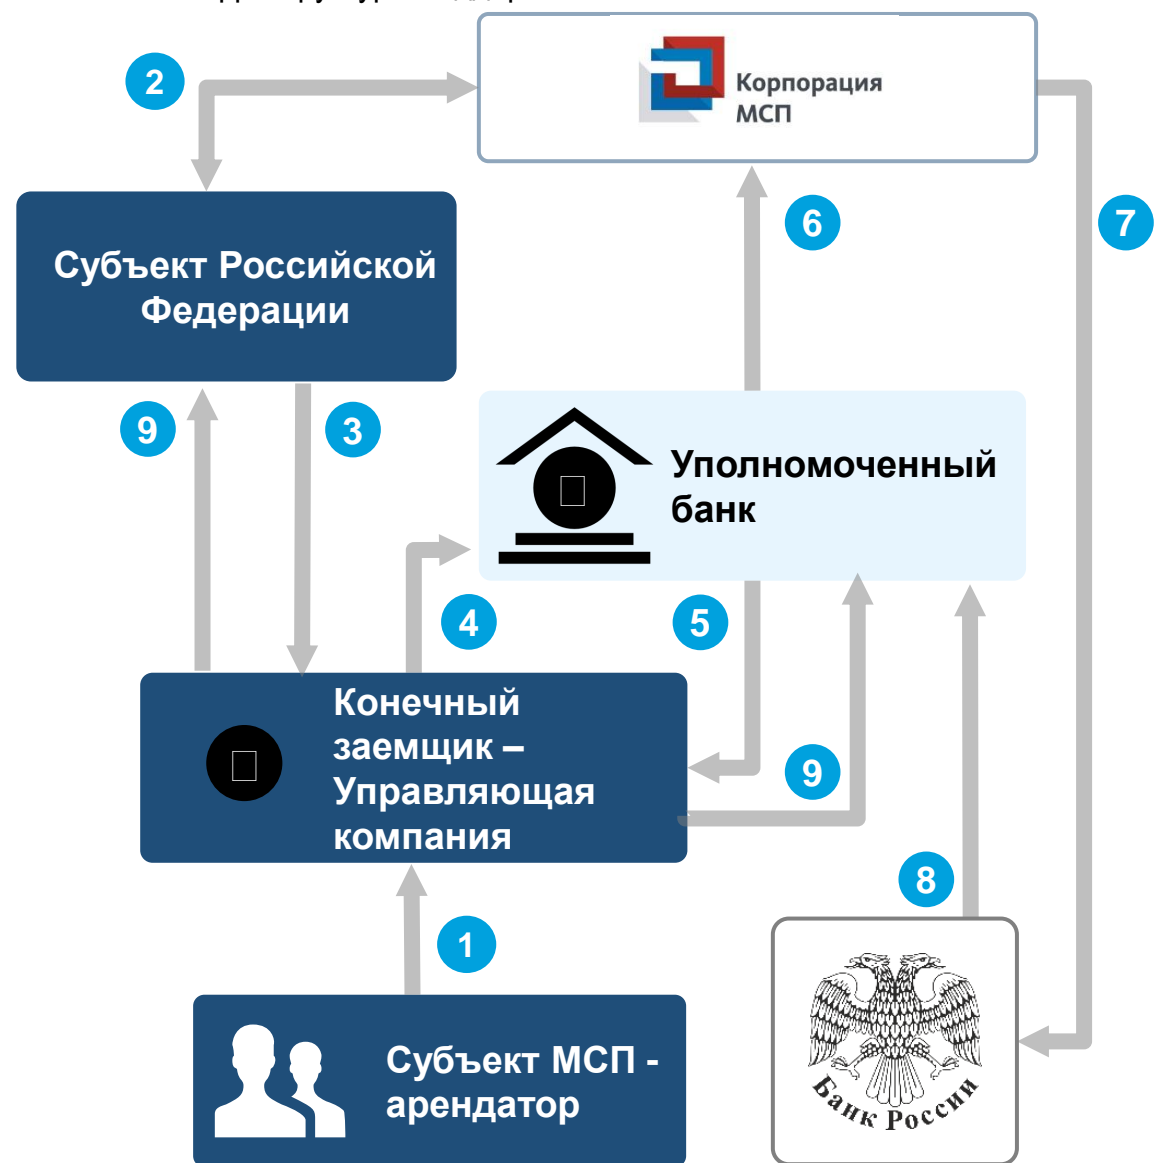 Корпорация
МСП
2
6
7
Субъект Российской
Федерации
9
3
Уполномоченный
банк
4
5
Конечный
заемщик –
Управляющая
компания
9
8
1
Субъект МСП -
арендатор
Банк России